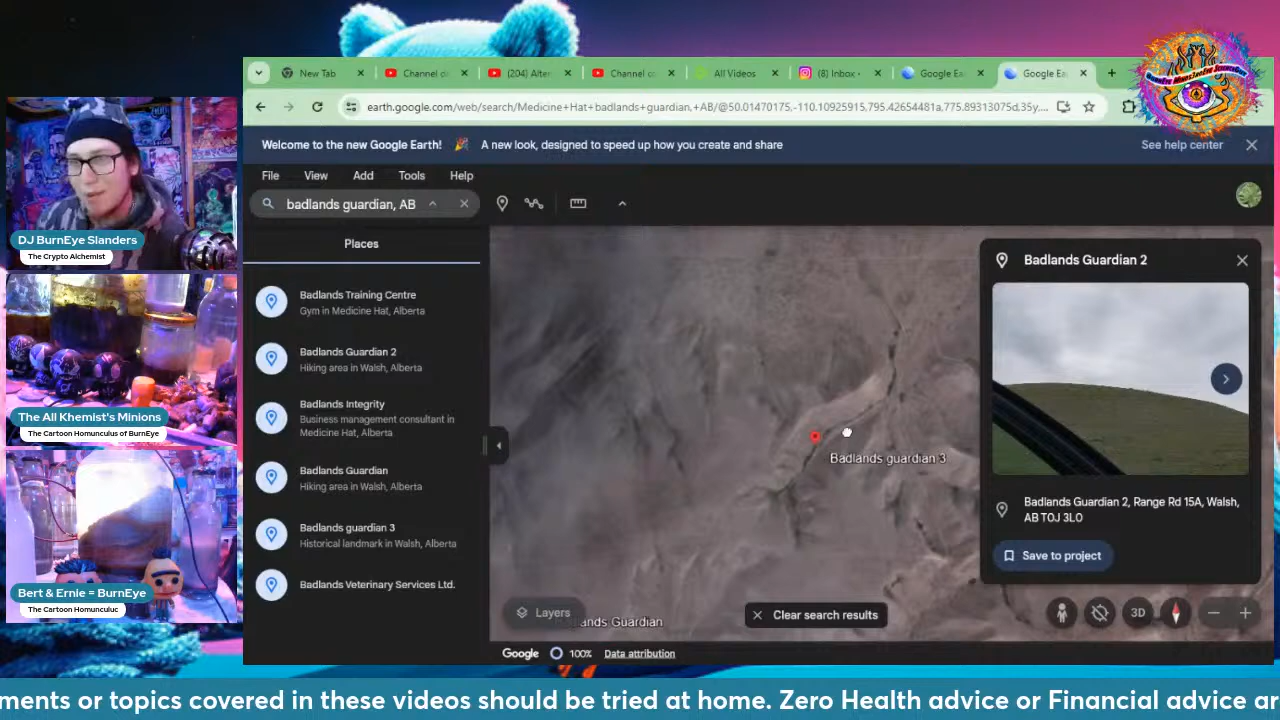 New Tab
Channel d
(204) Alter
Channel co
All Videos
(8) Inbox •
Google Ea
Google Ea
earth.google.com/web/search/Medicine+Hat+badlands+guardian,+AB/@50.01470175,-110.10925915,795.42654481a,775.89313075d,35y,...
Welcome to the new Google Earth! 🎉 A new look, designed to speed up how you create and share
See help center
File View Add Tools Help
badlands guardian, AB
Places
Badlands Training Centre
Gym in Medicine Hat, Alberta
Badlands Guardian 2
Hiking area in Walsh, Alberta
Badlands Integrity
Business management consultant in
Medicine Hat, Alberta
Badlands Guardian
Hiking area in Walsh, Alberta
Badlands guardian 3
Historical landmark in Walsh, Alberta
Badlands Veterinary Services Ltd.
Badlands guardian 3
lands Guardian
Badlands Guardian 2
Badlands Guardian 2, Range Rd 15A, Walsh,
AB T0J 3L0
Save to project
Layers
Clear search results
3D
Google
100%
Data attribution
DJ BurnEye Slanders
The Crypto Alchemist
The All Khemist's Minions
The Cartoon Homunculus of BurnEye
Bert & Ernie = BurnEye
The Cartoon Homunculuc
ments or topics covered in these videos should be tried at home. Zero Health advice or Financial advice ar